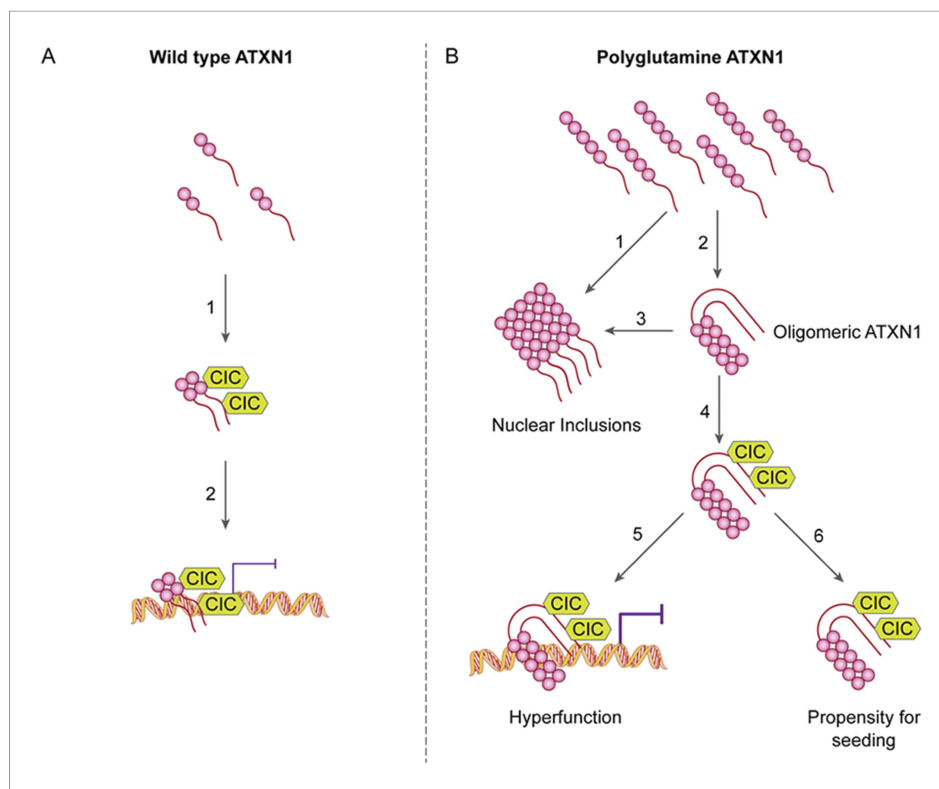 A
Wild type ATXN1
1
CIC
CIC
2
CIC
CIC
B
Polyglutamine ATXN1
1
2
3
Oligomeric ATXN1
Nuclear Inclusions
4
CIC
CIC
5
6
CIC
CIC
Hyperfunction
CIC
CIC
Propensity for
seeding